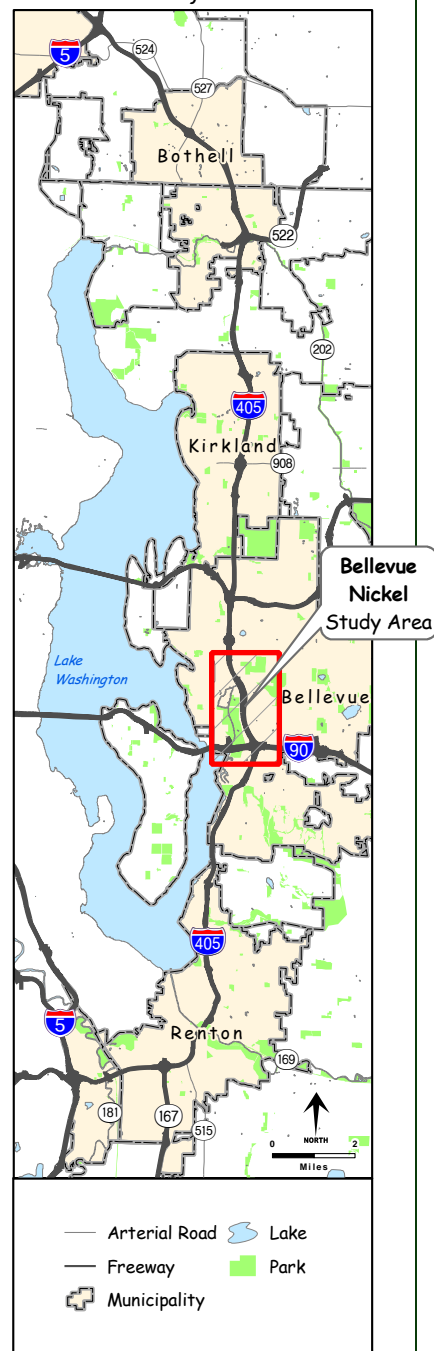 5
524
527
Bothell
522
202
405
Kirkland
908
Bellevue
Nickel
Study Area
Lake
Washington
Bellevue
90
405
5
Renton
169
181
167
515
NORTH
0 2
Miles
Arterial Road
Lake
Freeway
Park
Municipality